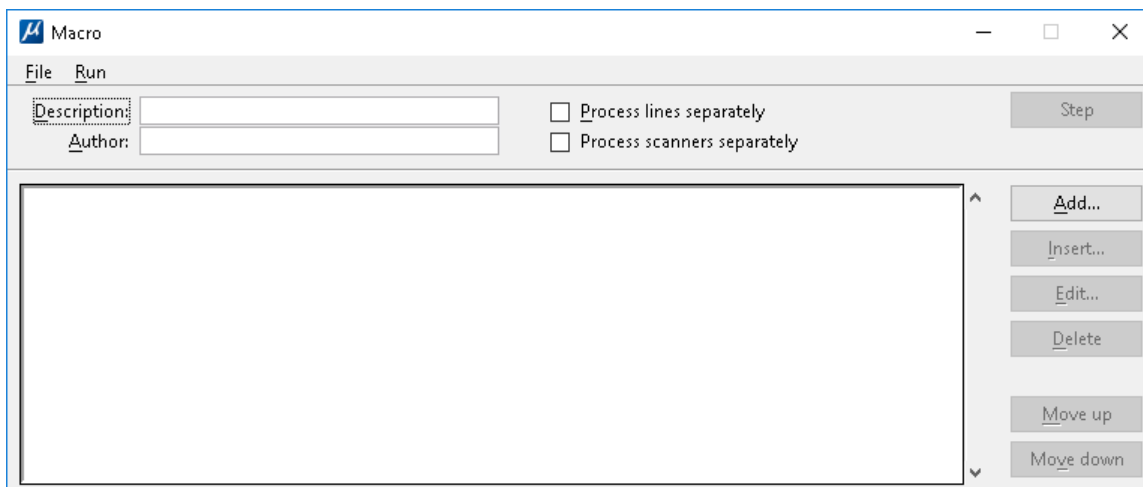 μ Macro
File Run
Description: Process lines separately Step
Author: Process scanners separately
Add...
Insert...
Edit...
Delete
Move up
Move down